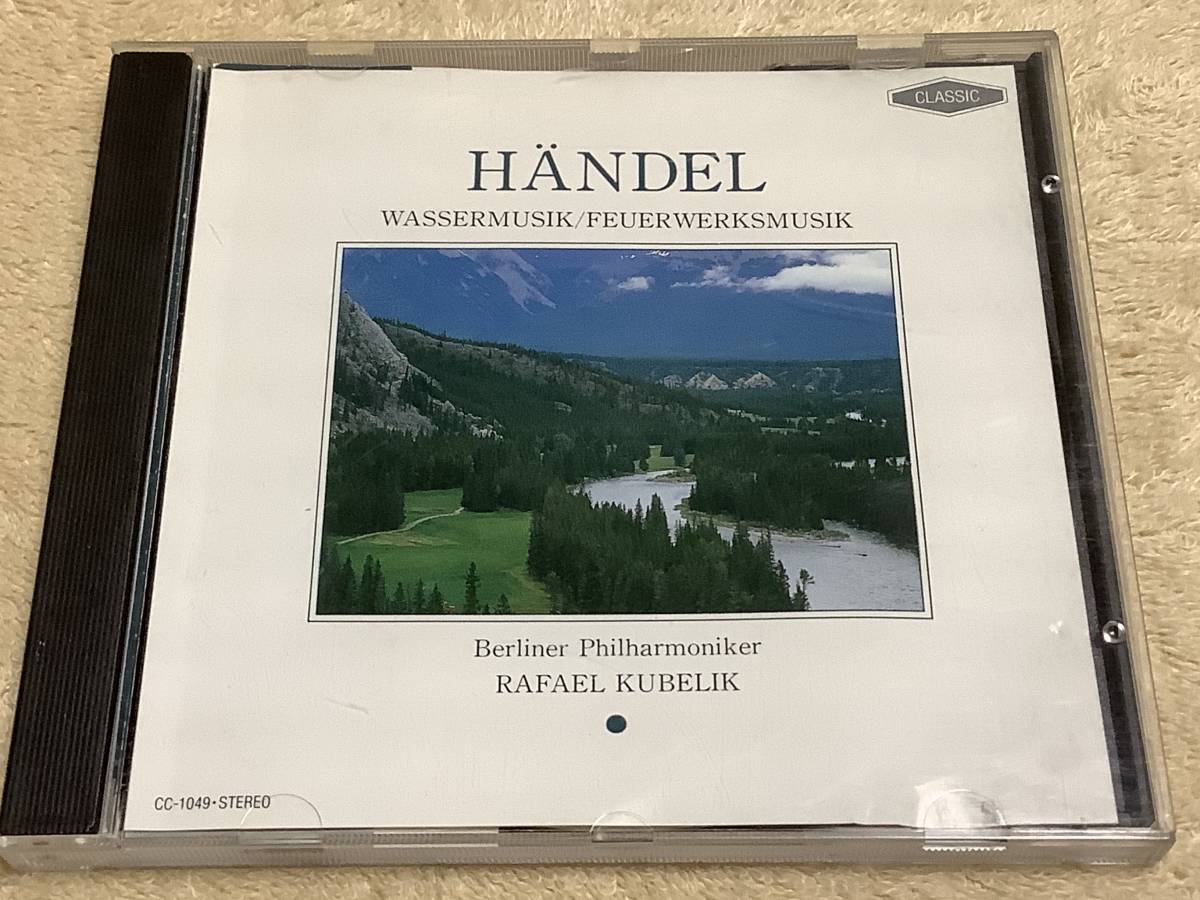 CLASSIC
HÄNDEL
WASSERMUSIK/FEUERWERKSMUSIK
Berliner Philharmoniker
RAFAEL KUBELIK
CC-1049・STEREO